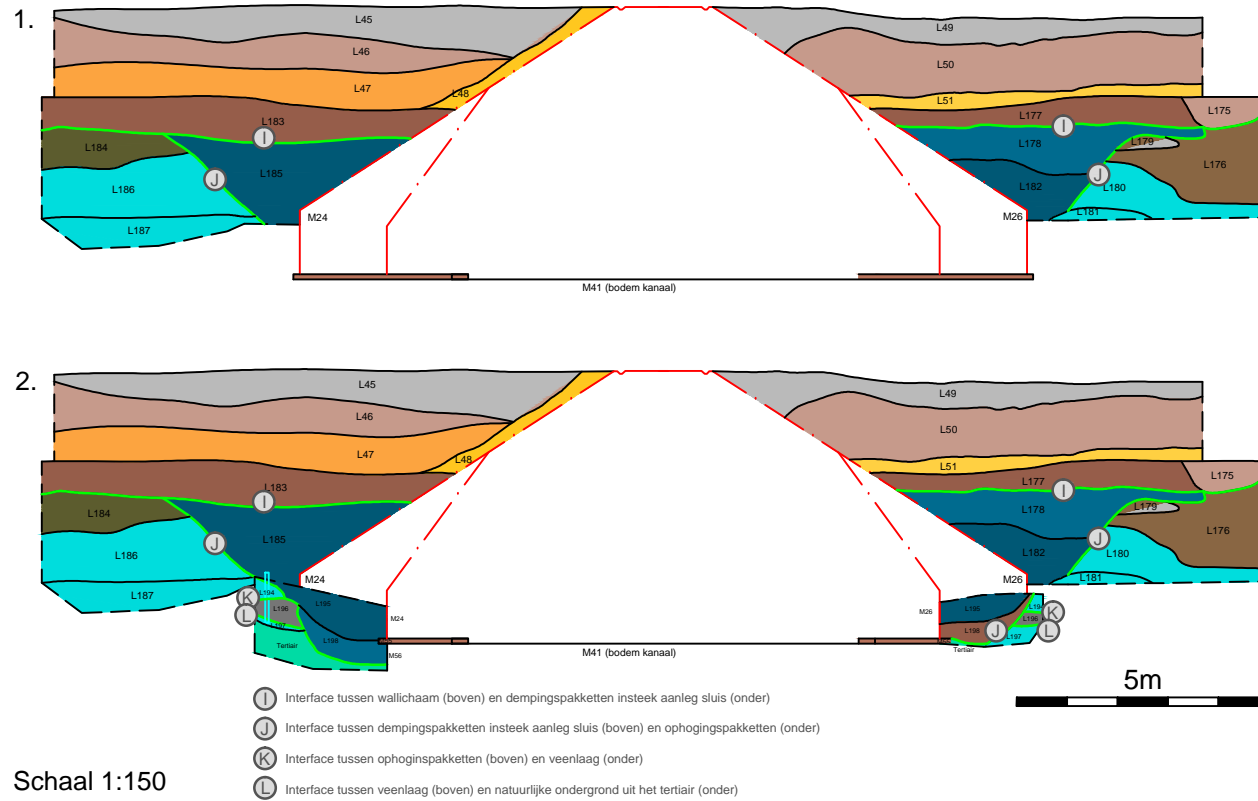 1.
L45
L46
L47
L48
L49
L50
L51
L183
L177
L175
I
I
L184
L185
L178
L179
L176
J
J
L186
L182
L180
L187
L181
M24
M26
M41 (bodem kanaal)
2.
L45
L46
L47
L48
L49
L50
L51
L183
L177
L175
I
I
L184
L185
L178
L179
L176
J
J
L186
L182
L180
L187
L181
M24
M26
K
L194
L195
L196
L
L197
L198
Tertiair
M24
M56
M41 (bodem kanaal)
M26
L195
L194
K
L196
L198
J
L197
L
Tertiair
5m
I Interface tussen wallichaam (boven) en dempingspakketten insteek aanleg sluis (onder)
J Interface tussen dempingspakketten insteek aanleg sluis (boven) en ophogingspakketten (onder)
K Interface tussen ophoginspakketten (boven) en veenlaag (onder)
L Interface tussen veenlaag (boven) en natuurlijke ondergrond uit het tertiair (onder)
Schaal 1:150